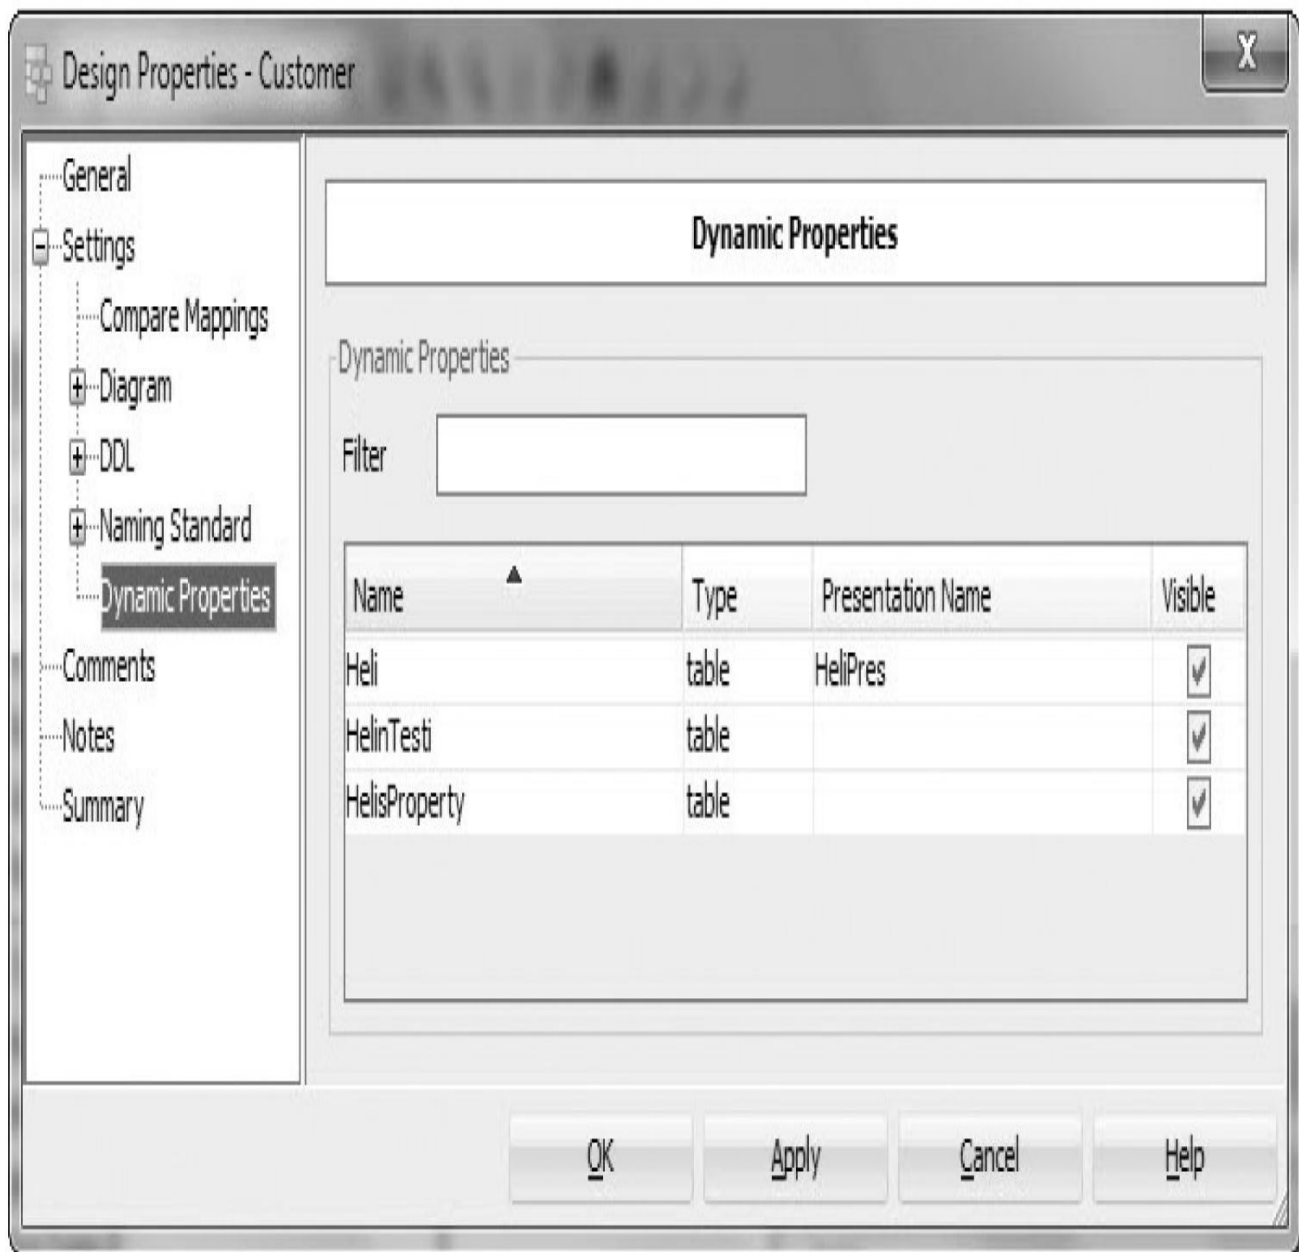 Design Properties - Customer
X
General
Settings
Compare Mappings
Diagram
DDL
Naming Standard
Dynamic Properties
Comments
Notes
Summary
Dynamic Properties
Dynamic Properties
Filter
Name Type Presentation Name Visible
Heli table HeliPres
HelinTesti table
HelisProperty table
OK Apply Cancel Help